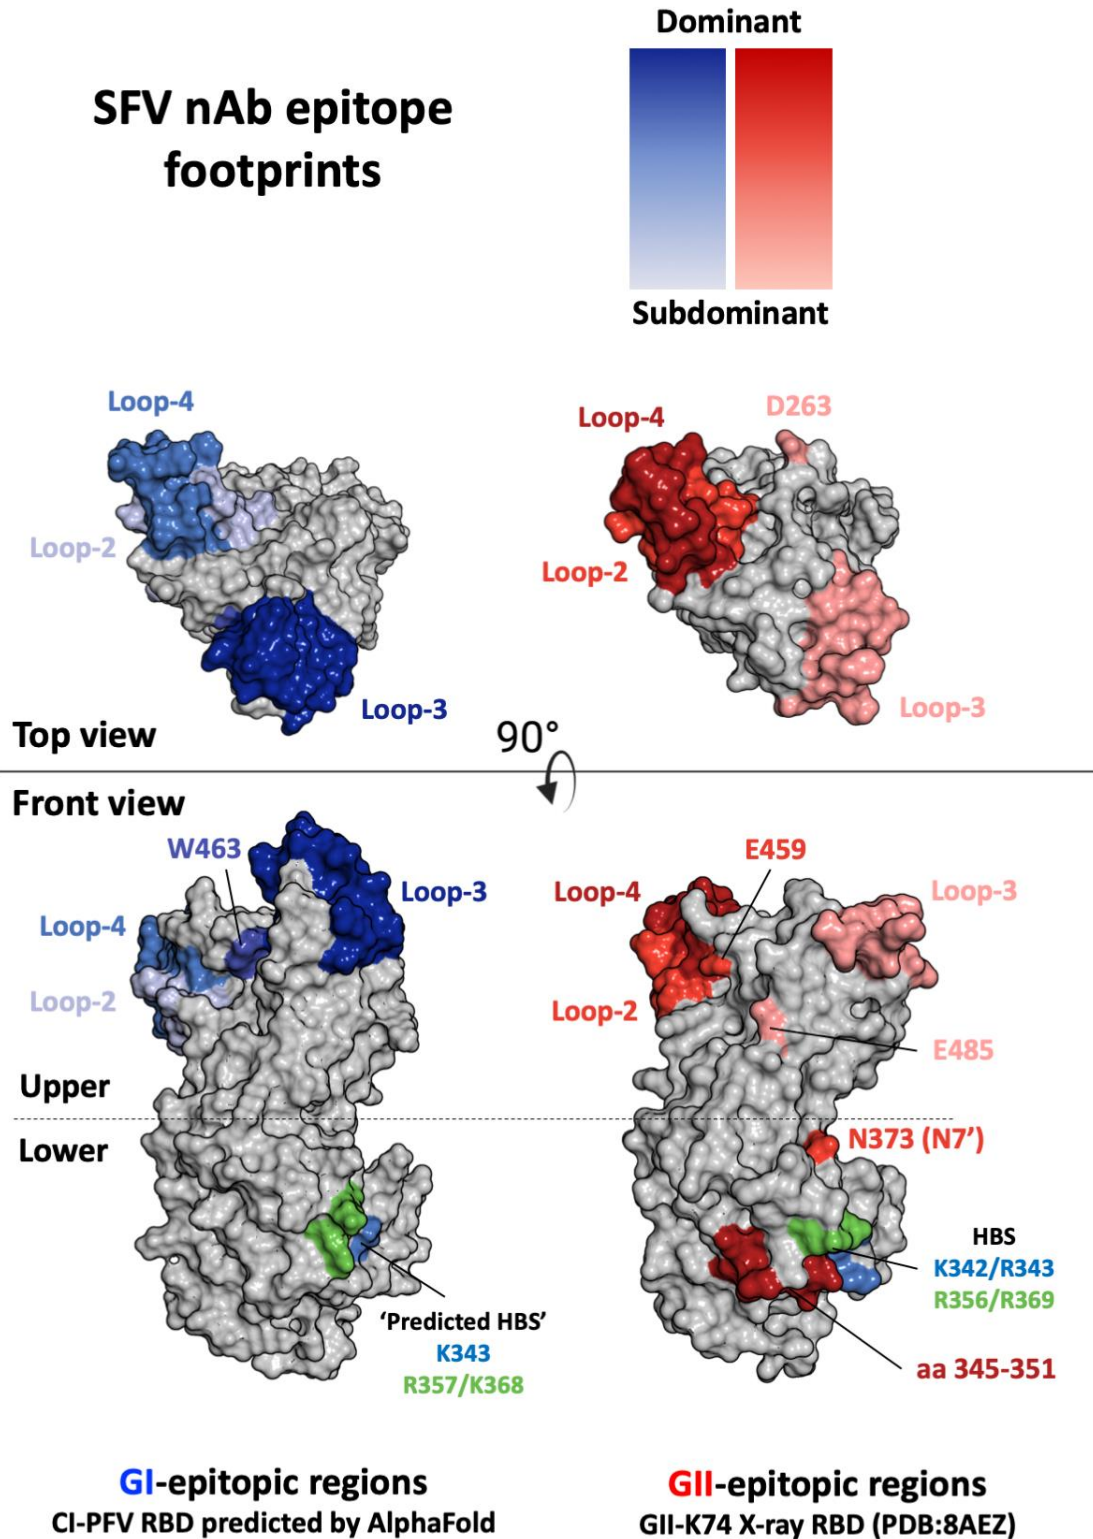 Dominant
SFV nAb epitope
footprints
Subdominant
Loop-4
Loop-2
Loop-3
Loop-4
D263
Loop-2
Loop-3
Top view
90°
Front view
W463
Loop-4
Loop-3
Loop-2
E459
Loop-4
Loop-3
Loop-2
E485
Upper
Lower
N373 (N7’)
‘Predicted HBS’
K343
R357/K368
HBS
K342/R343
R356/R369
aa 345-351
GI-epitopic regions
CI-PFV RBD predicted by AlphaFold
GII-epitopic regions
GII-K74 X-ray RBD (PDB:8AEZ)